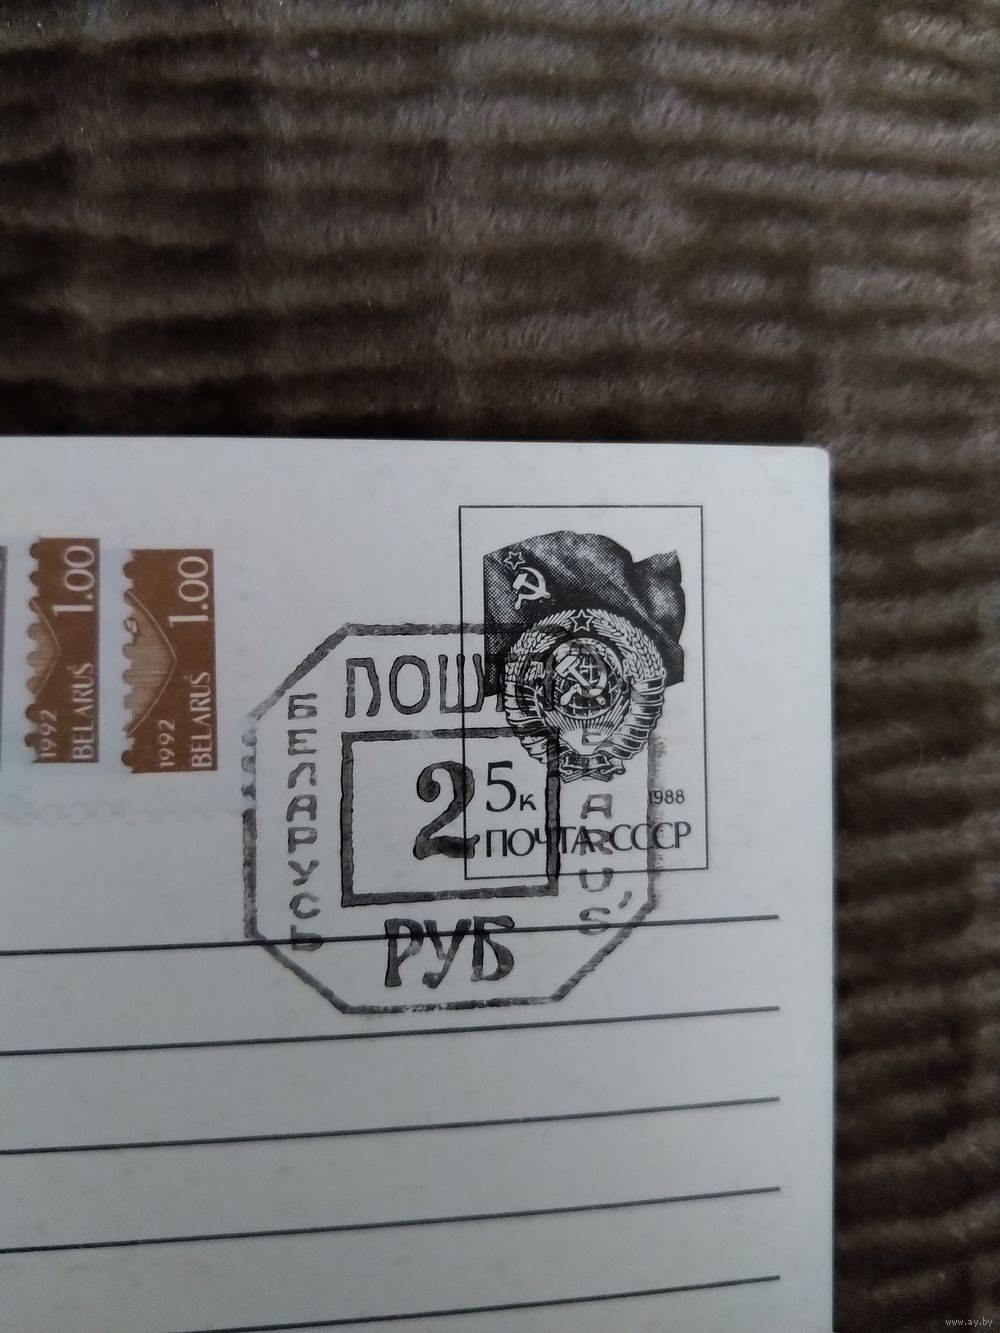 1.00
1992
BELARUS
1.00
1992
BELARUS
ПОШТА
БЕЛАРУСЬ
2
РУБ
BELARUS'
5к
1988
ПОЧТА СССР
www.ay.by